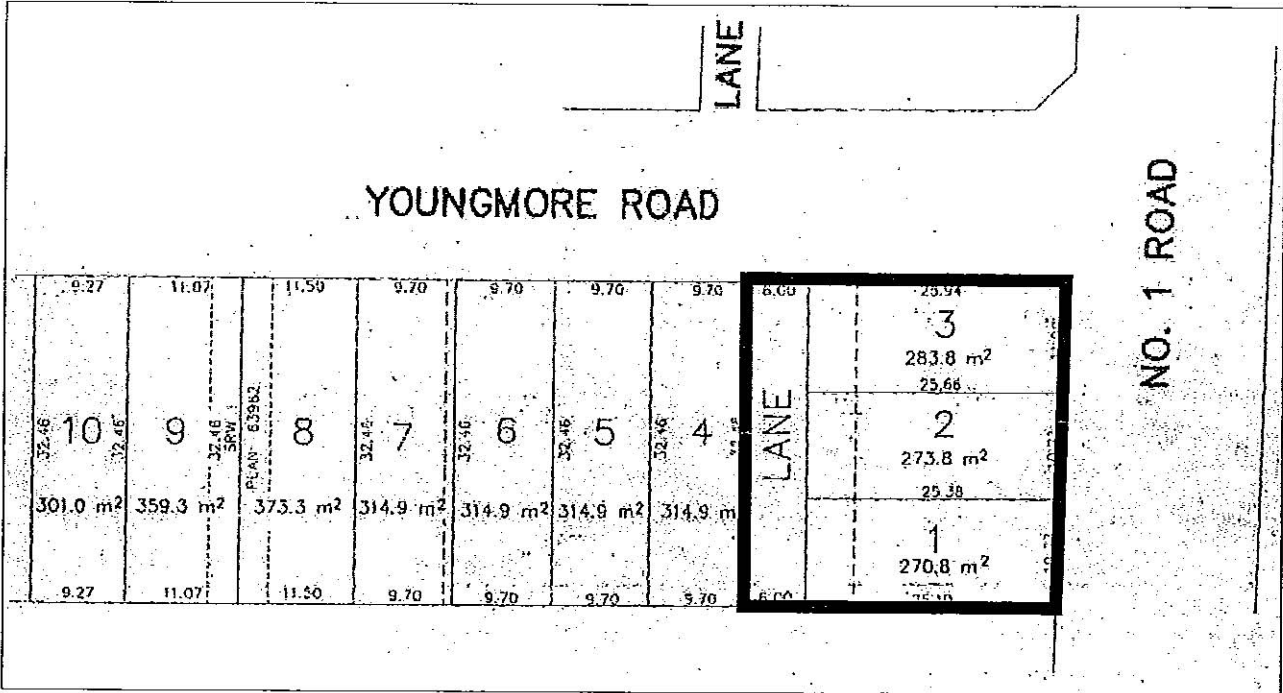 LANE
YOUNGMORE ROAD
NO. 1 ROAD
9.27 11.07 11.50 9.70 9.70 9.70 9.70 6.00 25.94
3
283.8 m²
25.66
10 9 8 7 6 5 4 LANE 2
32.46 32.46 32.46 SRW PLAN 63962 32.46 32.46 32.46 32.46
273.8 m²
25.38
301.0 m² 359.3 m² 373.3 m² 314.9 m² 314.9 m² 314.9 m² 314.9 m
1
270.8 m²
9.27 11.07 11.50 9.70 9.70 9.70 9.70 6.00